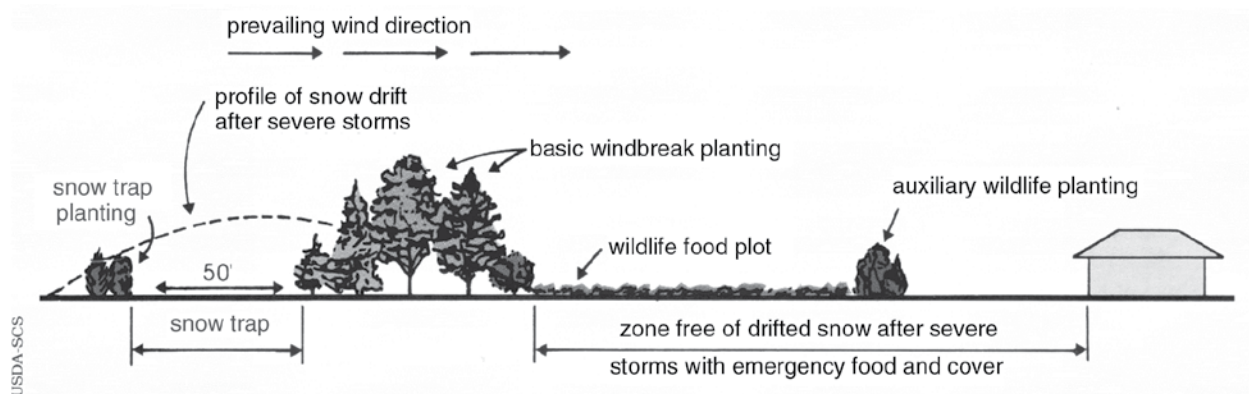 prevailing wind direction
profile of snow drift
after severe storms
basic windbreak planting
snow trap
planting
auxiliary wildlife planting
wildlife food plot
50'
snow trap
zone free of drifted snow after severe
storms with emergency food and cover
USDA-SCS